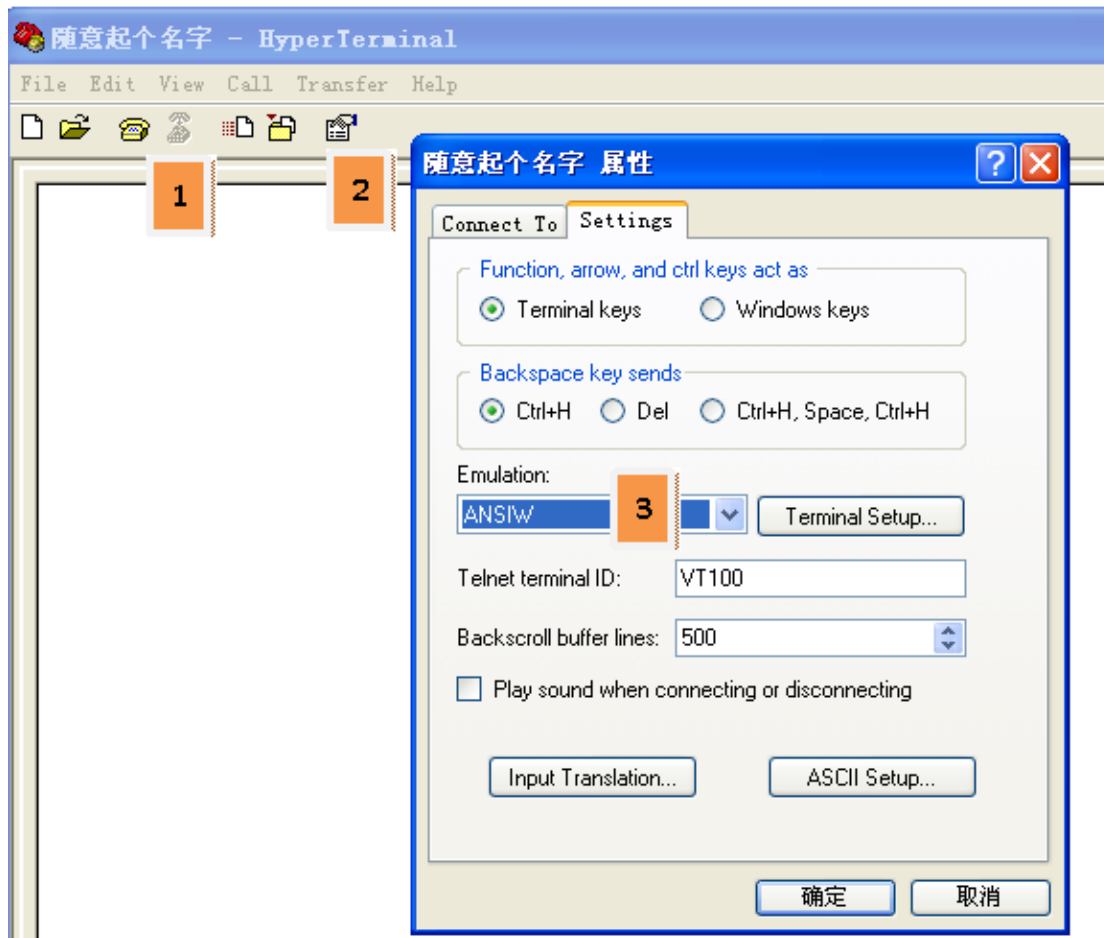 随意起个名字 - HyperTerminal
File Edit View Call Transfer Help
1
2
随意起个名字 属性
Connect To
Settings
Function, arrow, and ctrl keys act as
Terminal keys
Windows keys
Backspace key sends
Ctrl+H
Del
Ctrl+H, Space, Ctrl+H
Emulation:
ANSIW
3
Terminal Setup...
Telnet terminal ID:
VT100
Backscroll buffer lines:
500
Play sound when connecting or disconnecting
Input Translation...
ASCII Setup...
确定
取消